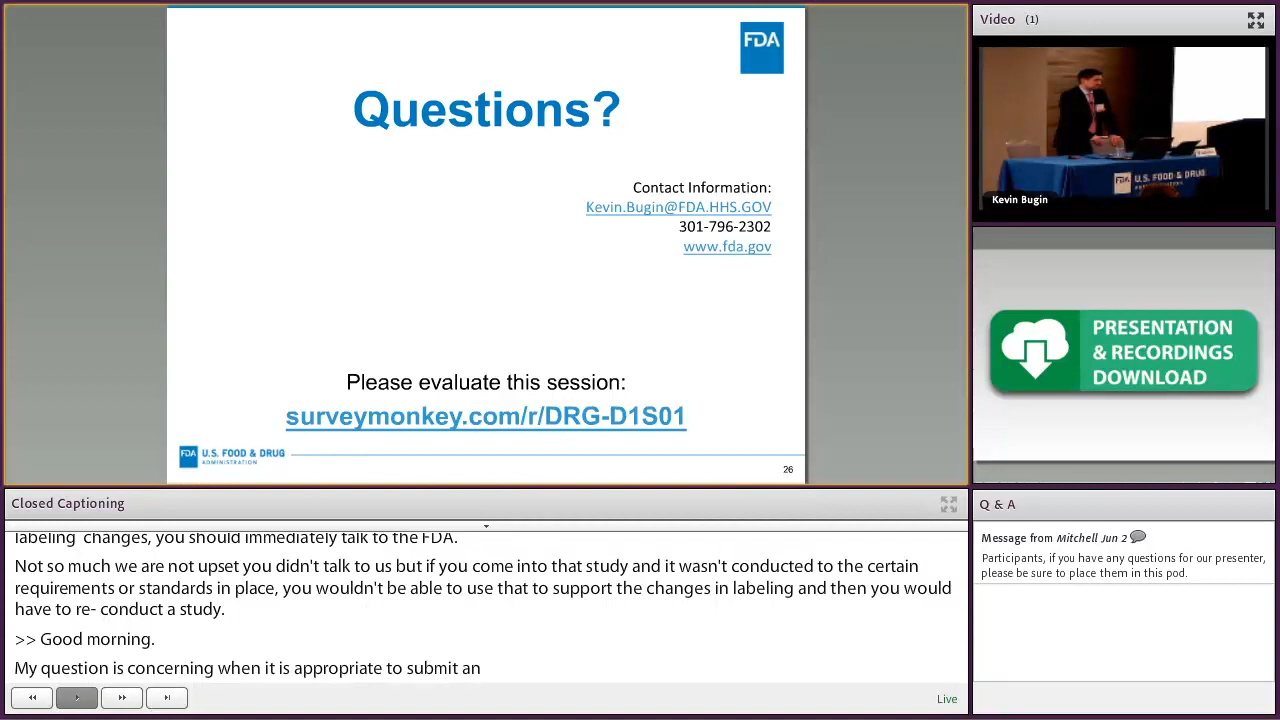 FDA
Questions?
Contact Information:
Kevin.Bugin@FDA.HHS.GOV
301-796-2302
www.fda.gov
Please evaluate this session:
surveymonkey.com/r/DRG-D1S01
FDA U.S. FOOD & DRUG
ADMINISTRATION
26
Video (1)
FDA U.S. FOOD & DRUG
Kevin Bugin
PRESENTATION
& RECORDINGS
DOWNLOAD
Closed Captioning
labeling changes, you should immediately talk to the FDA.
Not so much we are not upset you didn't talk to us but if you come into that study and it wasn't conducted to the certain
requirements or standards in place, you wouldn't be able to use that to support the changes in labeling and then you would
have to re- conduct a study.
>> Good morning.
My question is concerning when it is appropriate to submit an
Live
Q & A
Message from Mitchell Jun 2
Participants, if you have any questions for our presenter,
please be sure to place them in this pod.